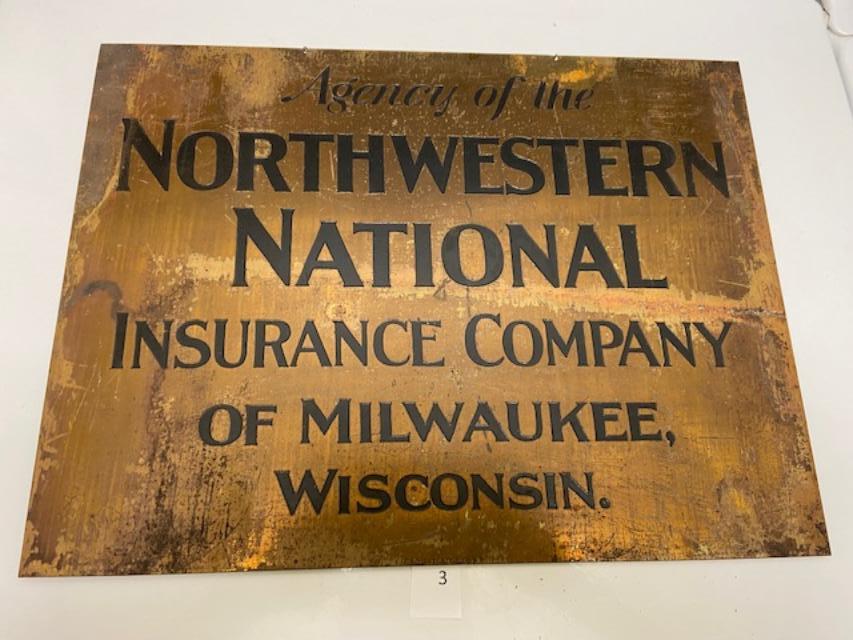 Agency of the
NORTHWESTERN
NATIONAL
INSURANCE COMPANY
OF MILWAUKEE,
WISCONSIN.
3